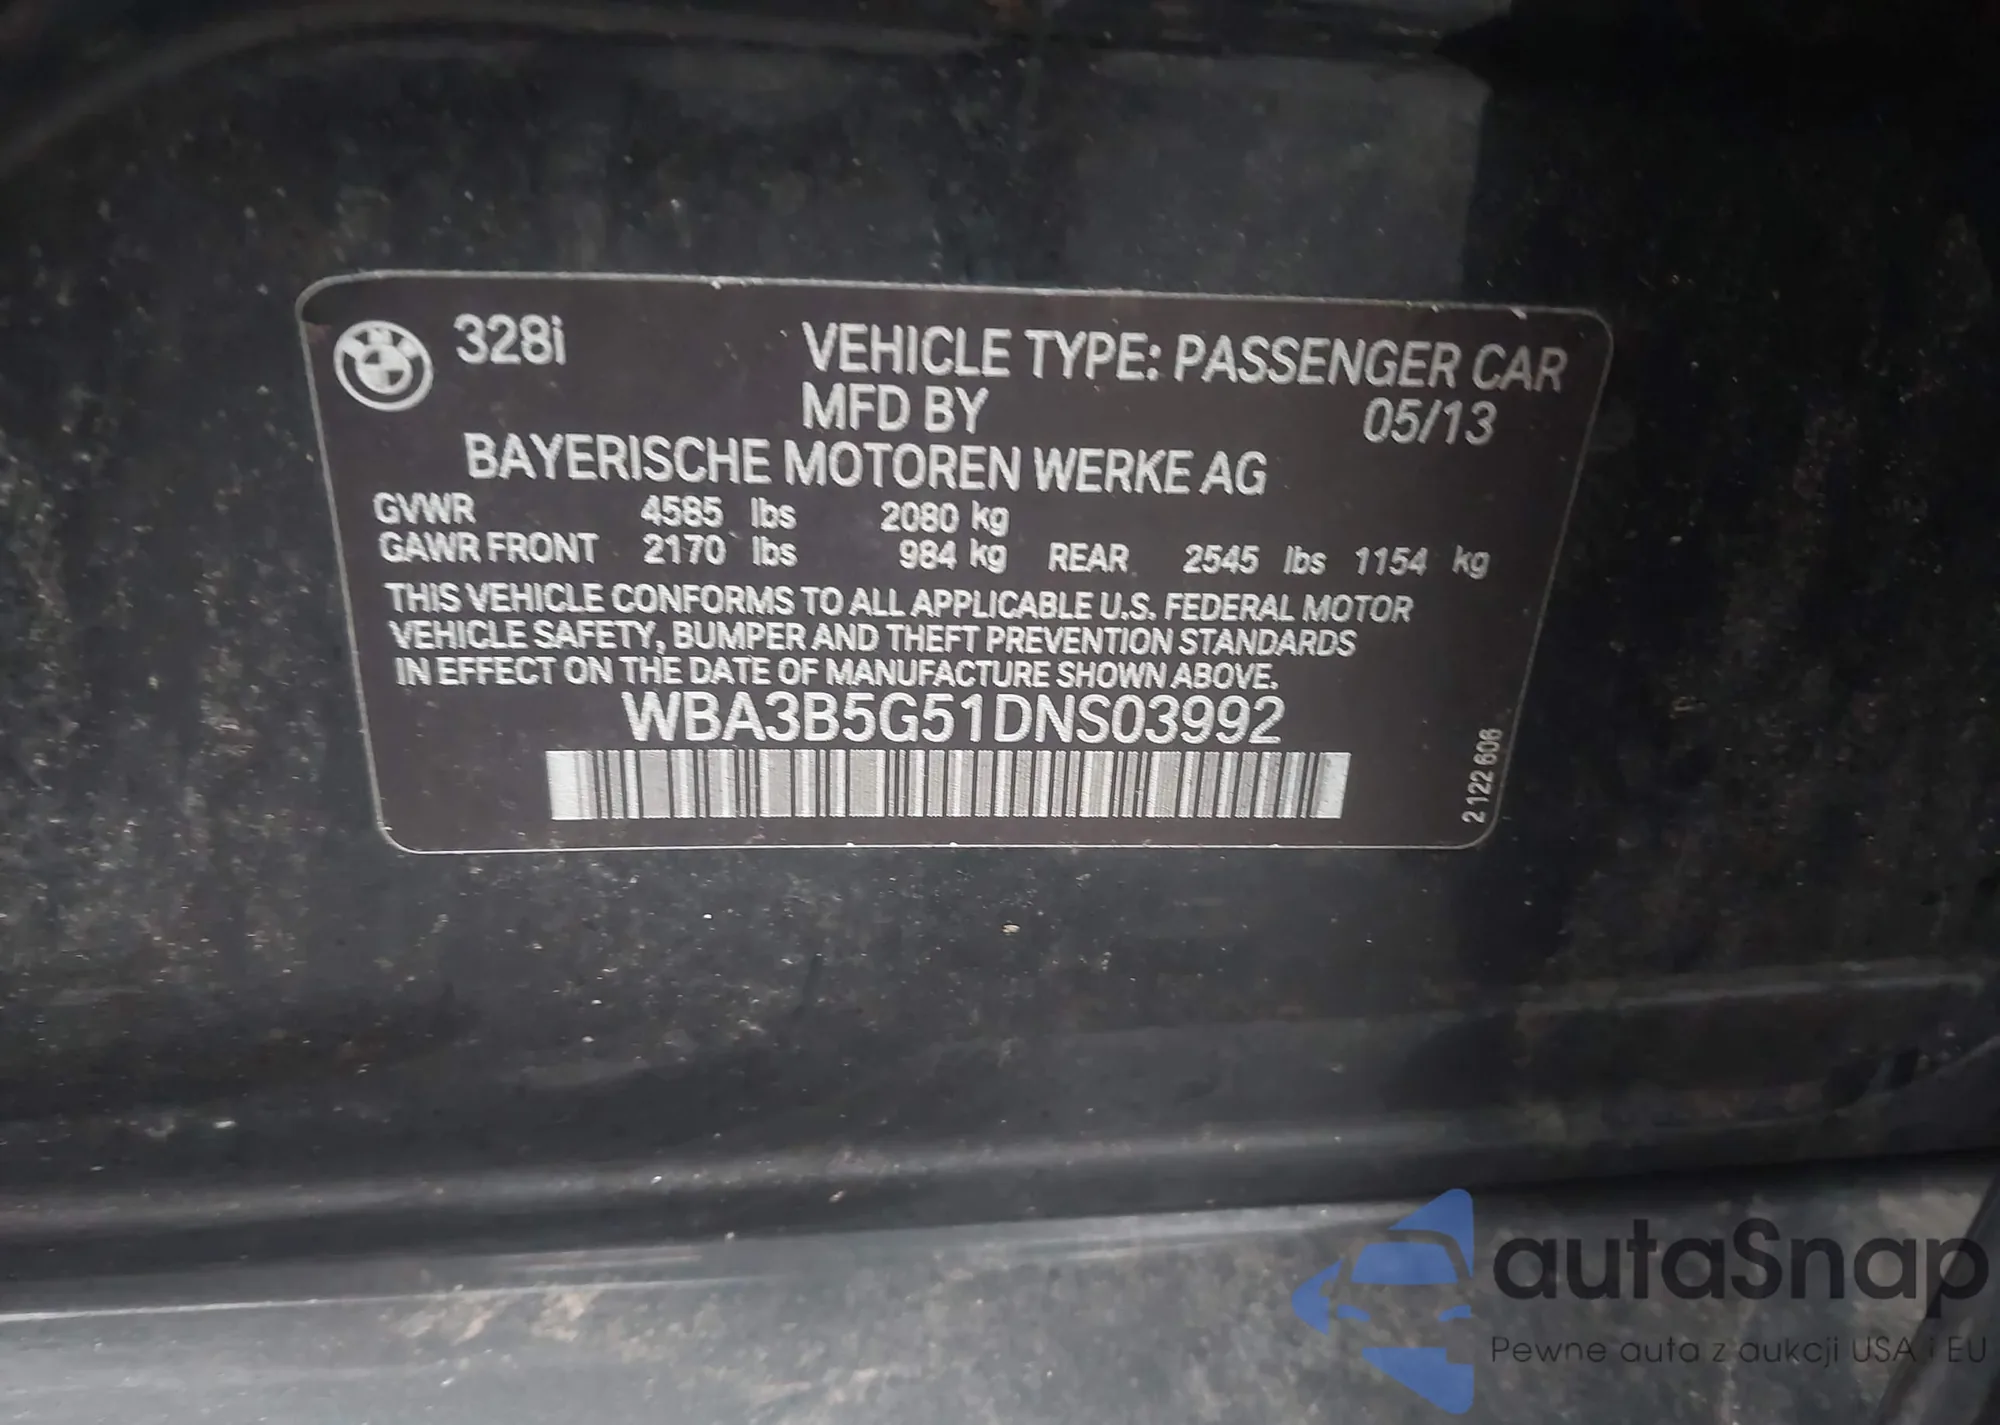 328i VEHICLE TYPE: PASSENGER CAR
MFD BY 05/13
BAYERISCHE MOTOREN WERKE AG
GVWR 4585 lbs 2080 kg
GAWR FRONT 2170 lbs 984 kg REAR 2545 lbs 1154 kg
THIS VEHICLE CONFORMS TO ALL APPLICABLE U.S. FEDERAL MOTOR
VEHICLE SAFETY, BUMPER AND THEFT PREVENTION STANDARDS
IN EFFECT ON THE DATE OF MANUFACTURE SHOWN ABOVE.
WBA3B5G51DNS03992
2 122 606
autaSnap
Pewne auta z aukcji USA i EU